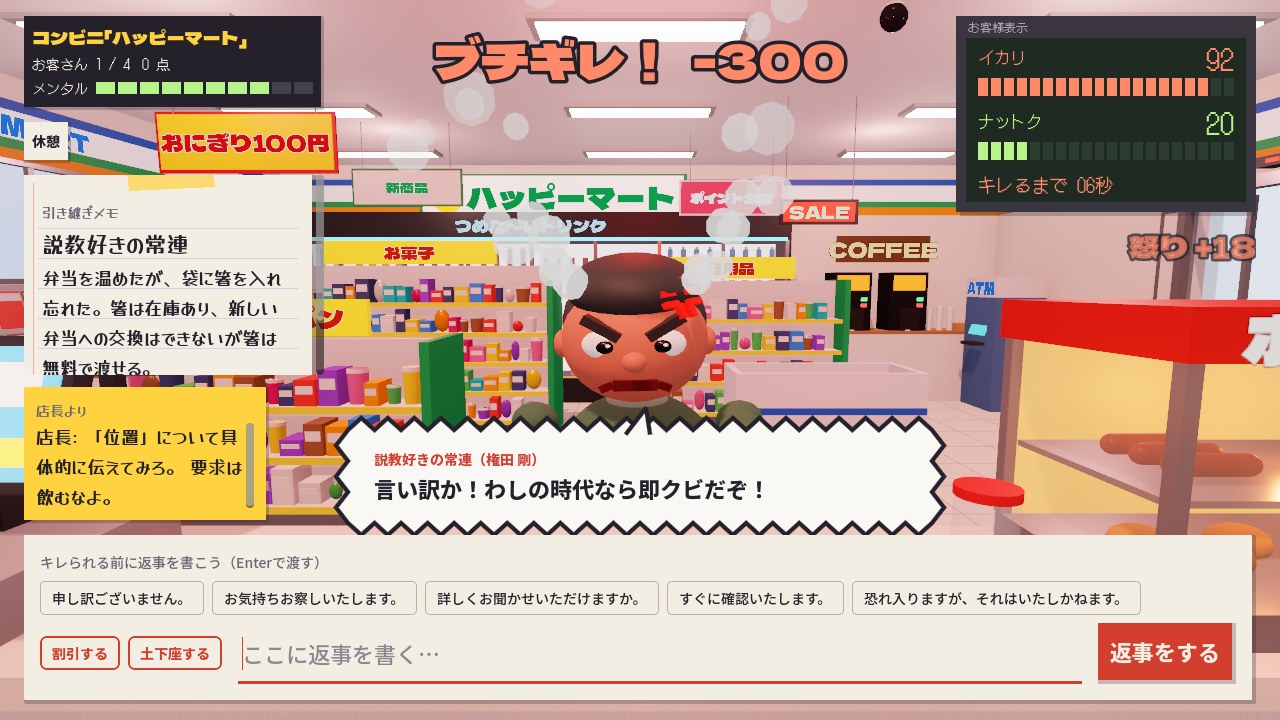 コンビニ「ハッピーマート」
お客さん 1/4 0点
メンタル
ブチギレ! -300
お客様表示
イカリ 92
ナットク 20
キレるまで 06秒
怒り+18
休憩
おにぎり100円
新商品
ハッピーマート
SALE
COFFEE
ATM
お菓子
引き継ぎメモ
説教好きの常連
弁当を温めたが、袋に箸を入れ
忘れた。箸は在庫あり、新しい
弁当への交換はできないが箸は
無料で渡せる。
店長より
店長: 「位置」について具
体的に伝えてみろ。 要求は
飲むなよ。
説教好きの常連（権田 剛）
言い訳か！わしの時代なら即クビだぞ！
キレられる前に返事を書こう（Enterで渡す）
申し訳ございません。
お気持ちお察しいたします。
詳しくお聞かせいただけますか。
すぐに確認いたします。
恐れ入りますが、それはいたしかねます。
割引する
土下座する
ここに返事を書く…
返事をする